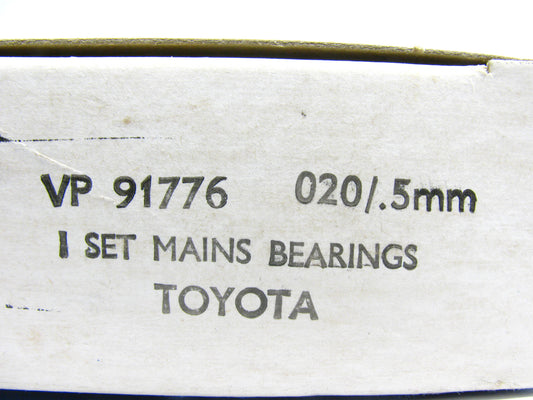 VP 91776 020/.5mm
1 SET MAINS BEARINGS
TOYOTA